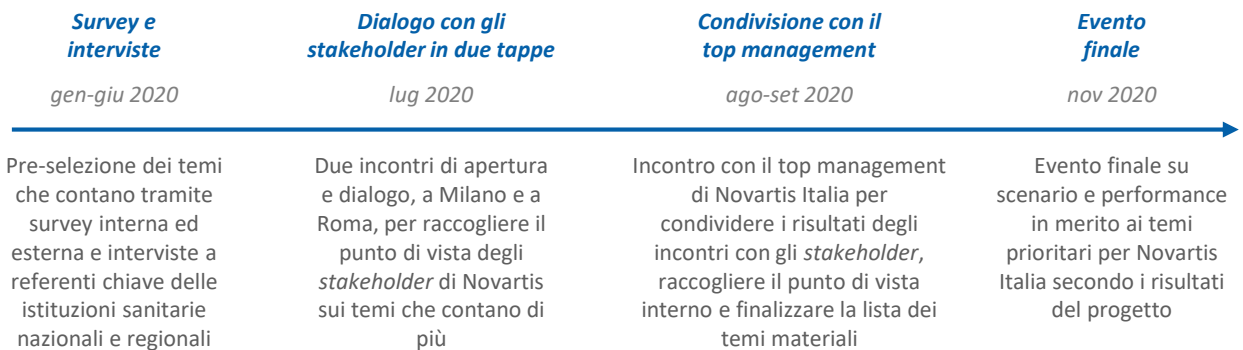 Survey e
interviste
gen-giu 2020
Pre-selezione dei temi
che contano tramite
survey interna ed
esterna e interviste a
referenti chiave delle
istituzioni sanitarie
nazionali e regionali
Dialogo con gli
stakeholder in due tappe
lug 2020
Due incontri di apertura
e dialogo, a Milano e a
Roma, per raccogliere il
punto di vista degli
stakeholder di Novartis
sui temi che contano di
più
Condivisione con il
top management
ago-set 2020
Incontro con il top management
di Novartis Italia per
condividere i risultati degli
incontri con gli stakeholder,
raccogliere il punto di vista
interno e finalizzare la lista dei
temi materiali
Evento
finale
nov 2020
Evento finale su
scenario e performance
in merito ai temi
prioritari per Novartis
Italia secondo i risultati
del progetto